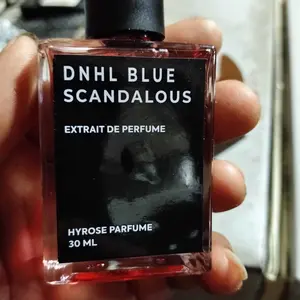 DNHL BLUE
SCANDALOUS
EXTRAIT DE PERFUME
HYROSE PARFUME
30 ML